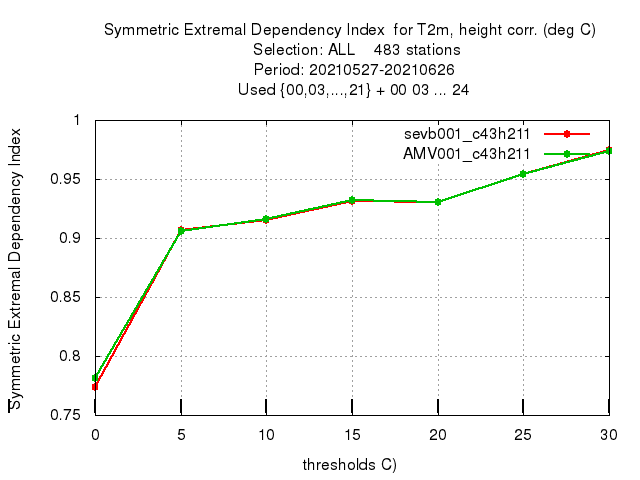 Symmetric Extremal Dependency Index  for T2m, height corr. (deg C)
Selection: ALL    483 stations
Period: 20210527-20210626
Used {00,03,...,21} + 00 03 ... 24
Symmetric Extremal Dependency Index
1
0.95
0.9
0.85
0.8
0.75
sevb001_c43h211
AMV001_c43h211
0 5 10 15 20 25 30
thresholds C)